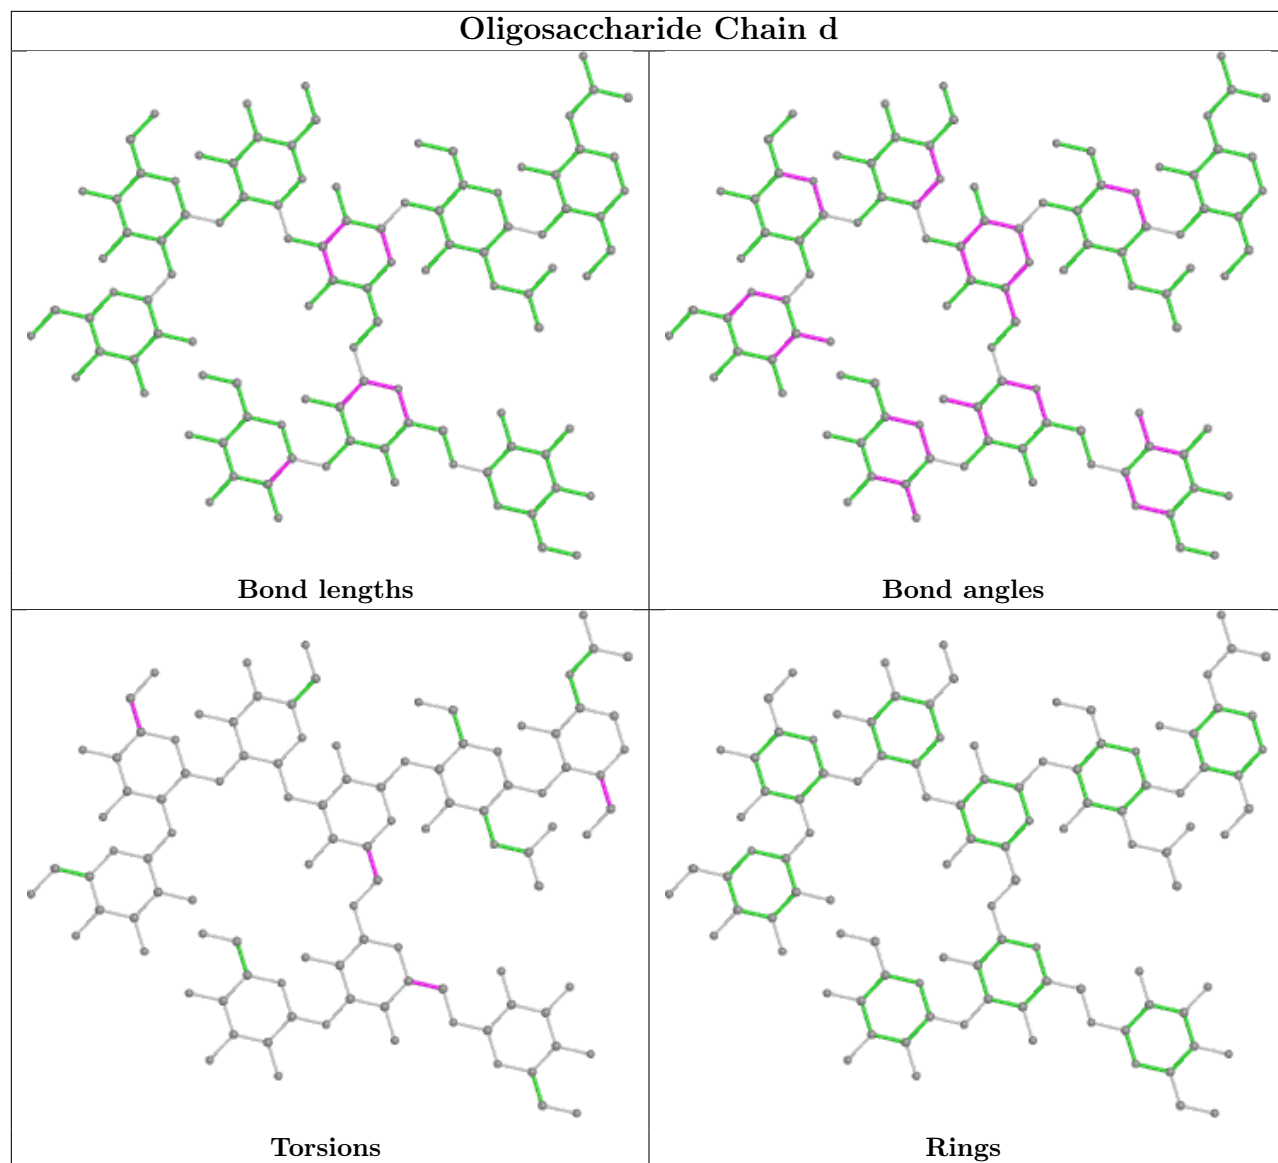 Oligosaccharide Chain d
Bond lengths
Bond angles
Torsions
Rings